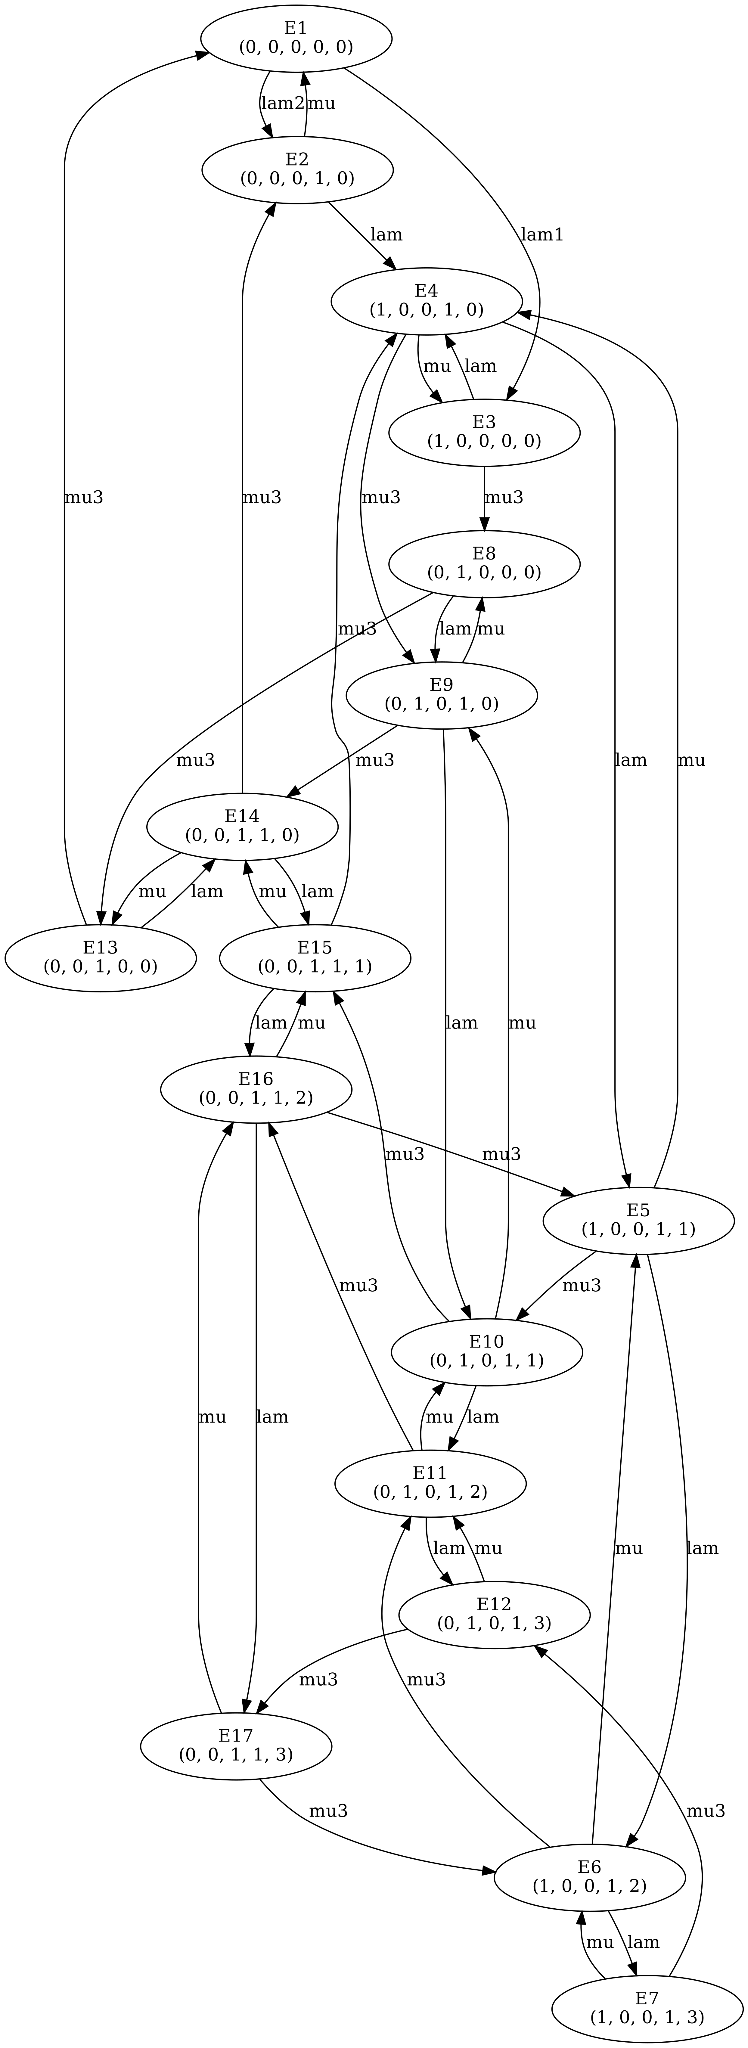 E1
(0, 0, 0, 0, 0)
lam2
mu
E2
(0, 0, 0, 1, 0)
lam
lam1
E4
(1, 0, 0, 1, 0)
mu
lam
E3
(1, 0, 0, 0, 0)
mu3
mu3
mu3
mu3
E8
(0, 1, 0, 0, 0)
mu3
lam
mu
E9
(0, 1, 0, 1, 0)
mu3
mu3
lam
mu
E14
(0, 0, 1, 1, 0)
mu
lam
mu
lam
E13
(0, 0, 1, 0, 0)
E15
(0, 0, 1, 1, 1)
lam
mu
lam
mu
E16
(0, 0, 1, 1, 2)
mu3
mu3
E5
(1, 0, 0, 1, 1)
mu3
mu3
E10
(0, 1, 0, 1, 1)
mu
lam
mu
lam
E11
(0, 1, 0, 1, 2)
lam
mu
mu
lam
E12
(0, 1, 0, 1, 3)
mu3
mu3
E17
(0, 0, 1, 1, 3)
mu3
mu3
E6
(1, 0, 0, 1, 2)
mu
lam
E7
(1, 0, 0, 1, 3)